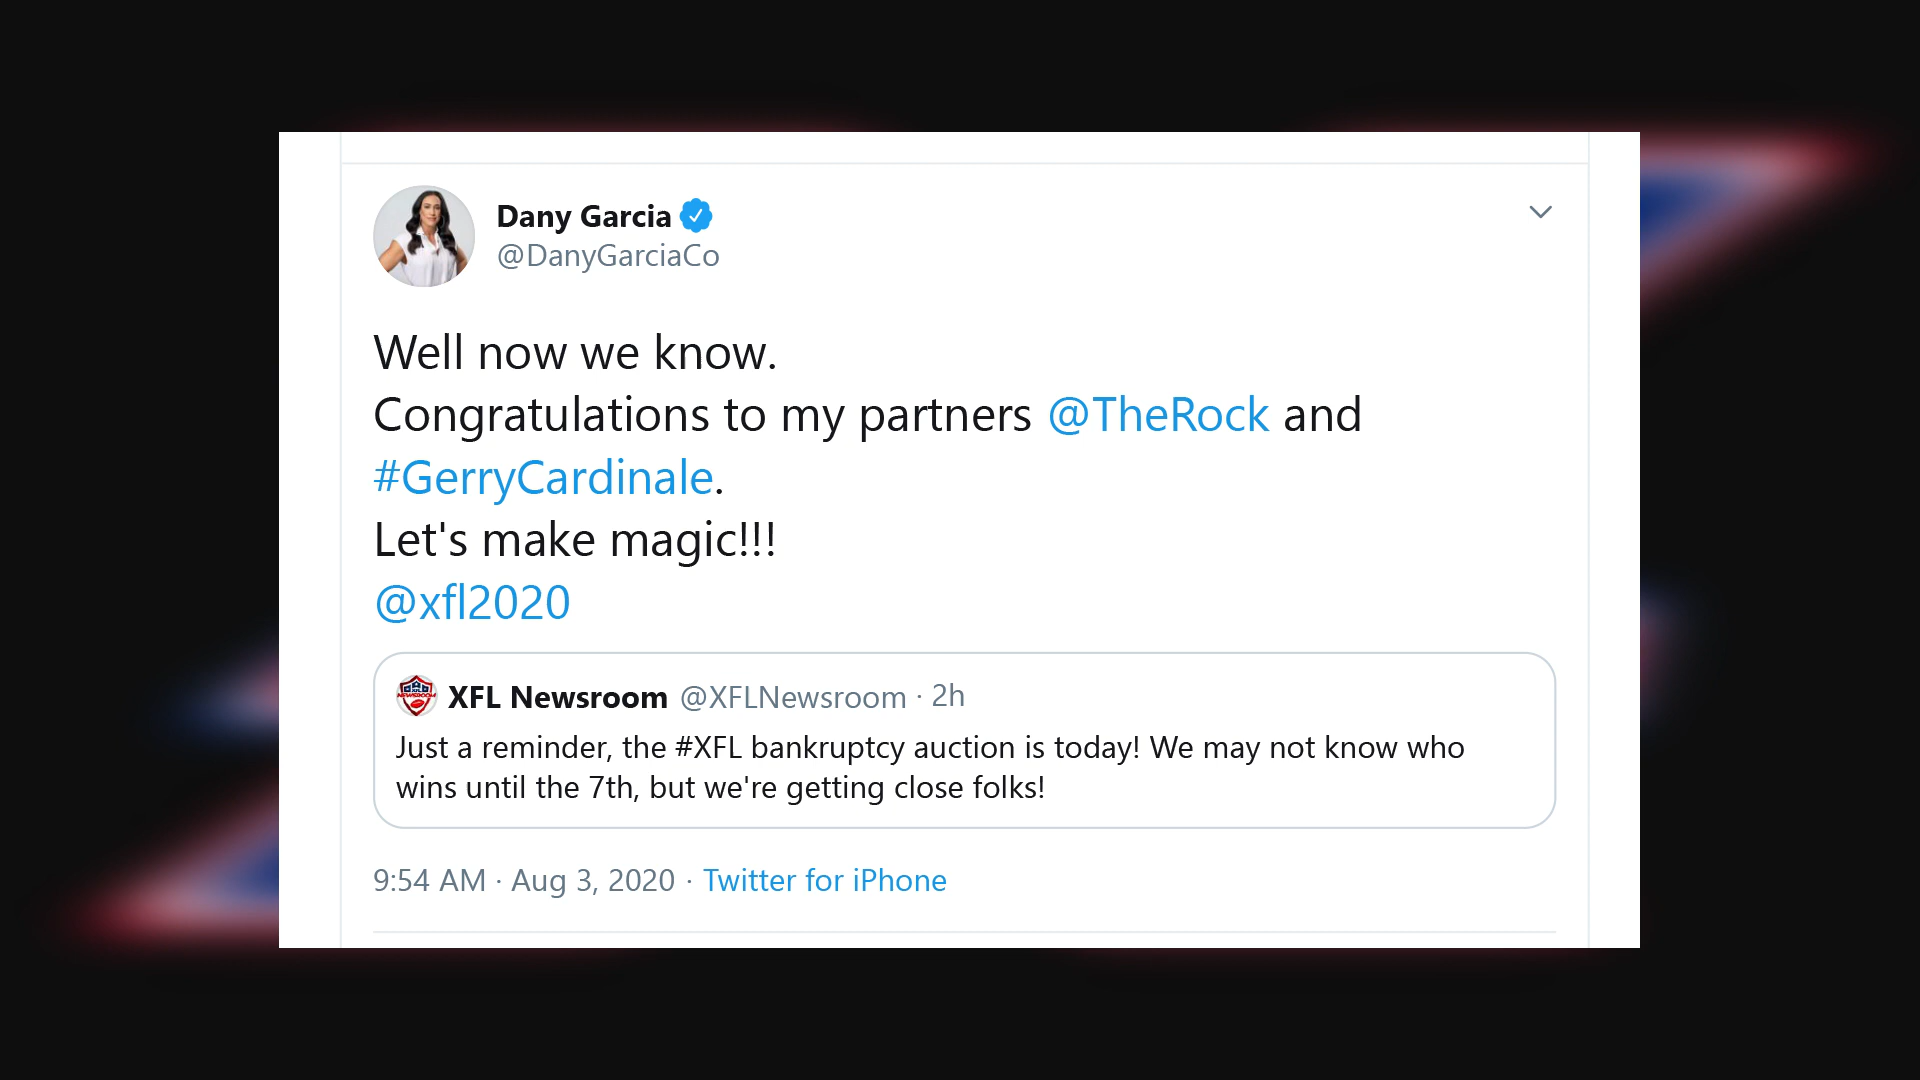 Dany Garcia
@DanyGarciaCo
Well now we know.
Congratulations to my partners @TheRock and
#GerryCardinale.
Let's make magic!!!
@xfl2020
XFL Newsroom @XFLNewsroom · 2h
Just a reminder, the #XFL bankruptcy auction is today! We may not know who
wins until the 7th, but we're getting close folks!
9:54 AM · Aug 3, 2020 · Twitter for iPhone